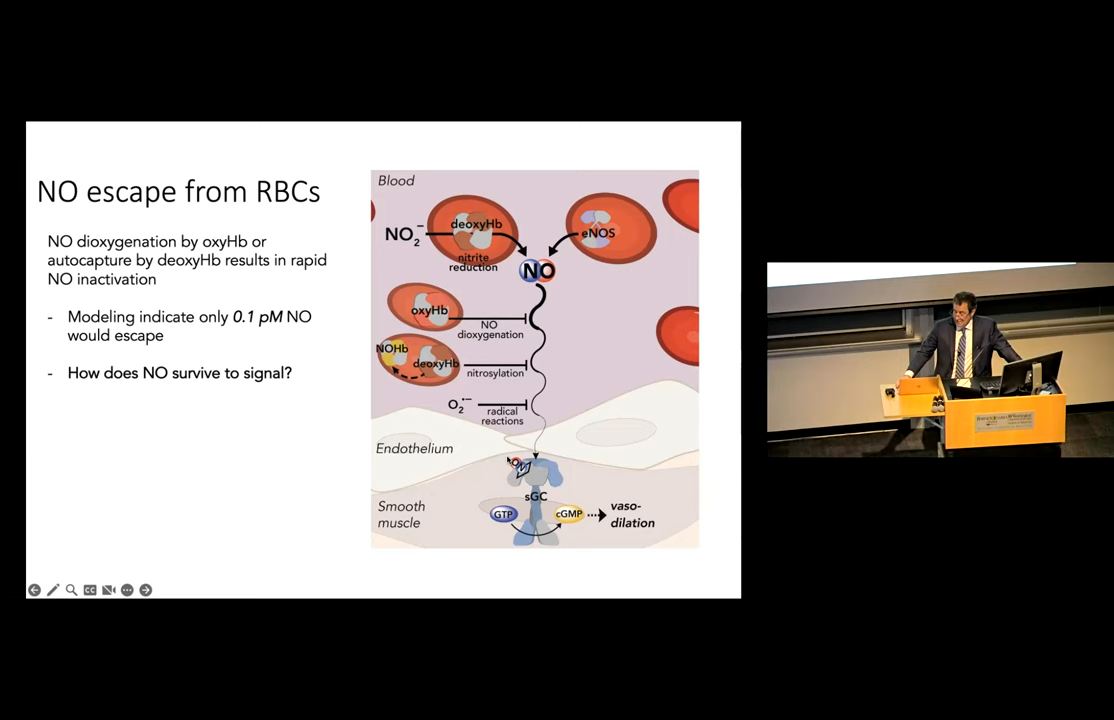 NO escape from RBCs
NO dioxygenation by oxyHb or
autocapture by deoxyHb results in rapid
NO inactivation
- Modeling indicate only 0.1 pM NO
would escape
- How does NO survive to signal?
Blood
NO₂⁻
deoxyHb
nitrite
reduction
eNOS
NO
oxyHb
NO
dioxygenation
NOHb
deoxyHb
nitrosylation
O₂•⁻
radical
reactions
Endothelium
sGC
Smooth
muscle
GTP
cGMP
vaso-
dilation
CC